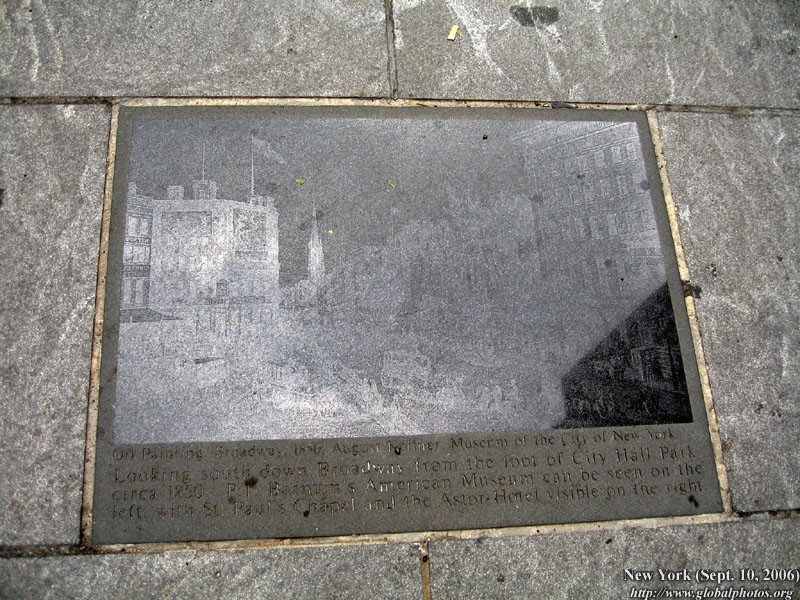 Oil Painting, Broadway, 1850, August Köllner, Museum of the City of New York
Looking south down Broadway from the foot of City Hall Park
circa 1850. P.T. Barnum's American Museum can be seen on the
left, with St. Paul's Chapel and the Astor Hotel visible on the right
New York (Sept. 10, 2006)
http://www.globalphotos.org